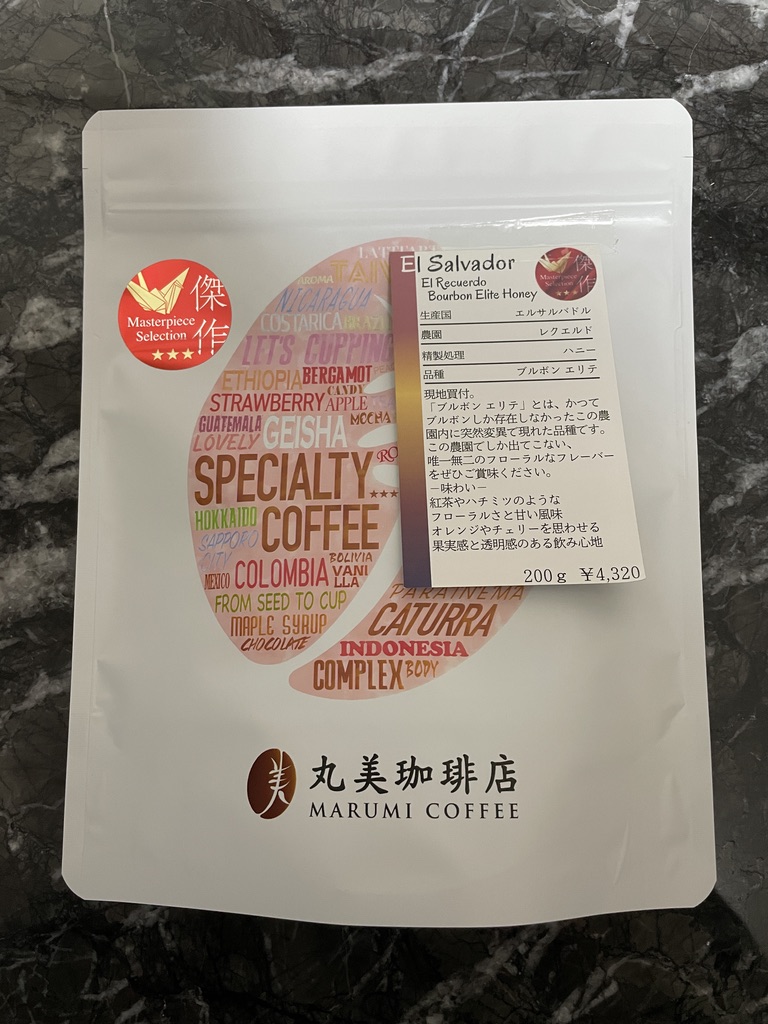 LATTE ART
AROMA
NICARAGUA
COSTARICA
LET'S CUPPING
ETHIOPIA
BERGAMOT
CANDY
STRAWBERRY
APPLE
MOCHA
GUATEMALA
LOVELY
GEISHA
SPECIALTY
★★★
HOKKAIDO
COFFEE
SAPPORO
CITY
BOLIVIA
MEXICO
COLOMBIA
VANI
LLA
FROM SEED TO CUP
MAPLE SYRUP
CHOCOLATE
PARAINEMA
CATURRA
INDONESIA
COMPLEX
BODY
傑作
Masterpiece
Selection
★★★
El Salvador
El Recuerdo
Bourbon Elite Honey
傑作
Masterpiece
Selection
★★★
生産国 エルサルバドル
農園 レクエルド
精製処理 ハニー
品種 ブルボン エリテ
現地買付。
「ブルボン エリテ」とは、かつて
ブルボンしか存在しなかったこの農
園内に突然変異で現れた品種です。
この農園でしか出てこない、
唯一無二のフローラルなフレーバー
をぜひご賞味ください。
－味わい－
紅茶やハチミツのような
フローラルさと甘い風味
オレンジやチェリーを思わせる
果実感と透明感のある飲み心地
200g ¥4,320
美
丸美珈琲店
MARUMI COFFEE